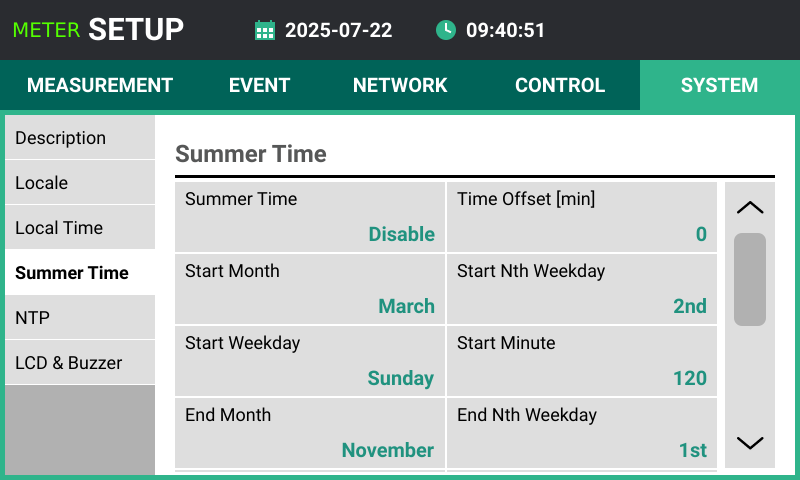 METER SETUP 2025-07-22 09:40:51
MEASUREMENT EVENT NETWORK CONTROL SYSTEM
Description
Locale
Local Time
Summer Time
NTP
LCD & Buzzer
Summer Time
Summer Time Time Offset [min]
Disable 0
Start Month Start Nth Weekday
March 2nd
Start Weekday Start Minute
Sunday 120
End Month End Nth Weekday
November 1st